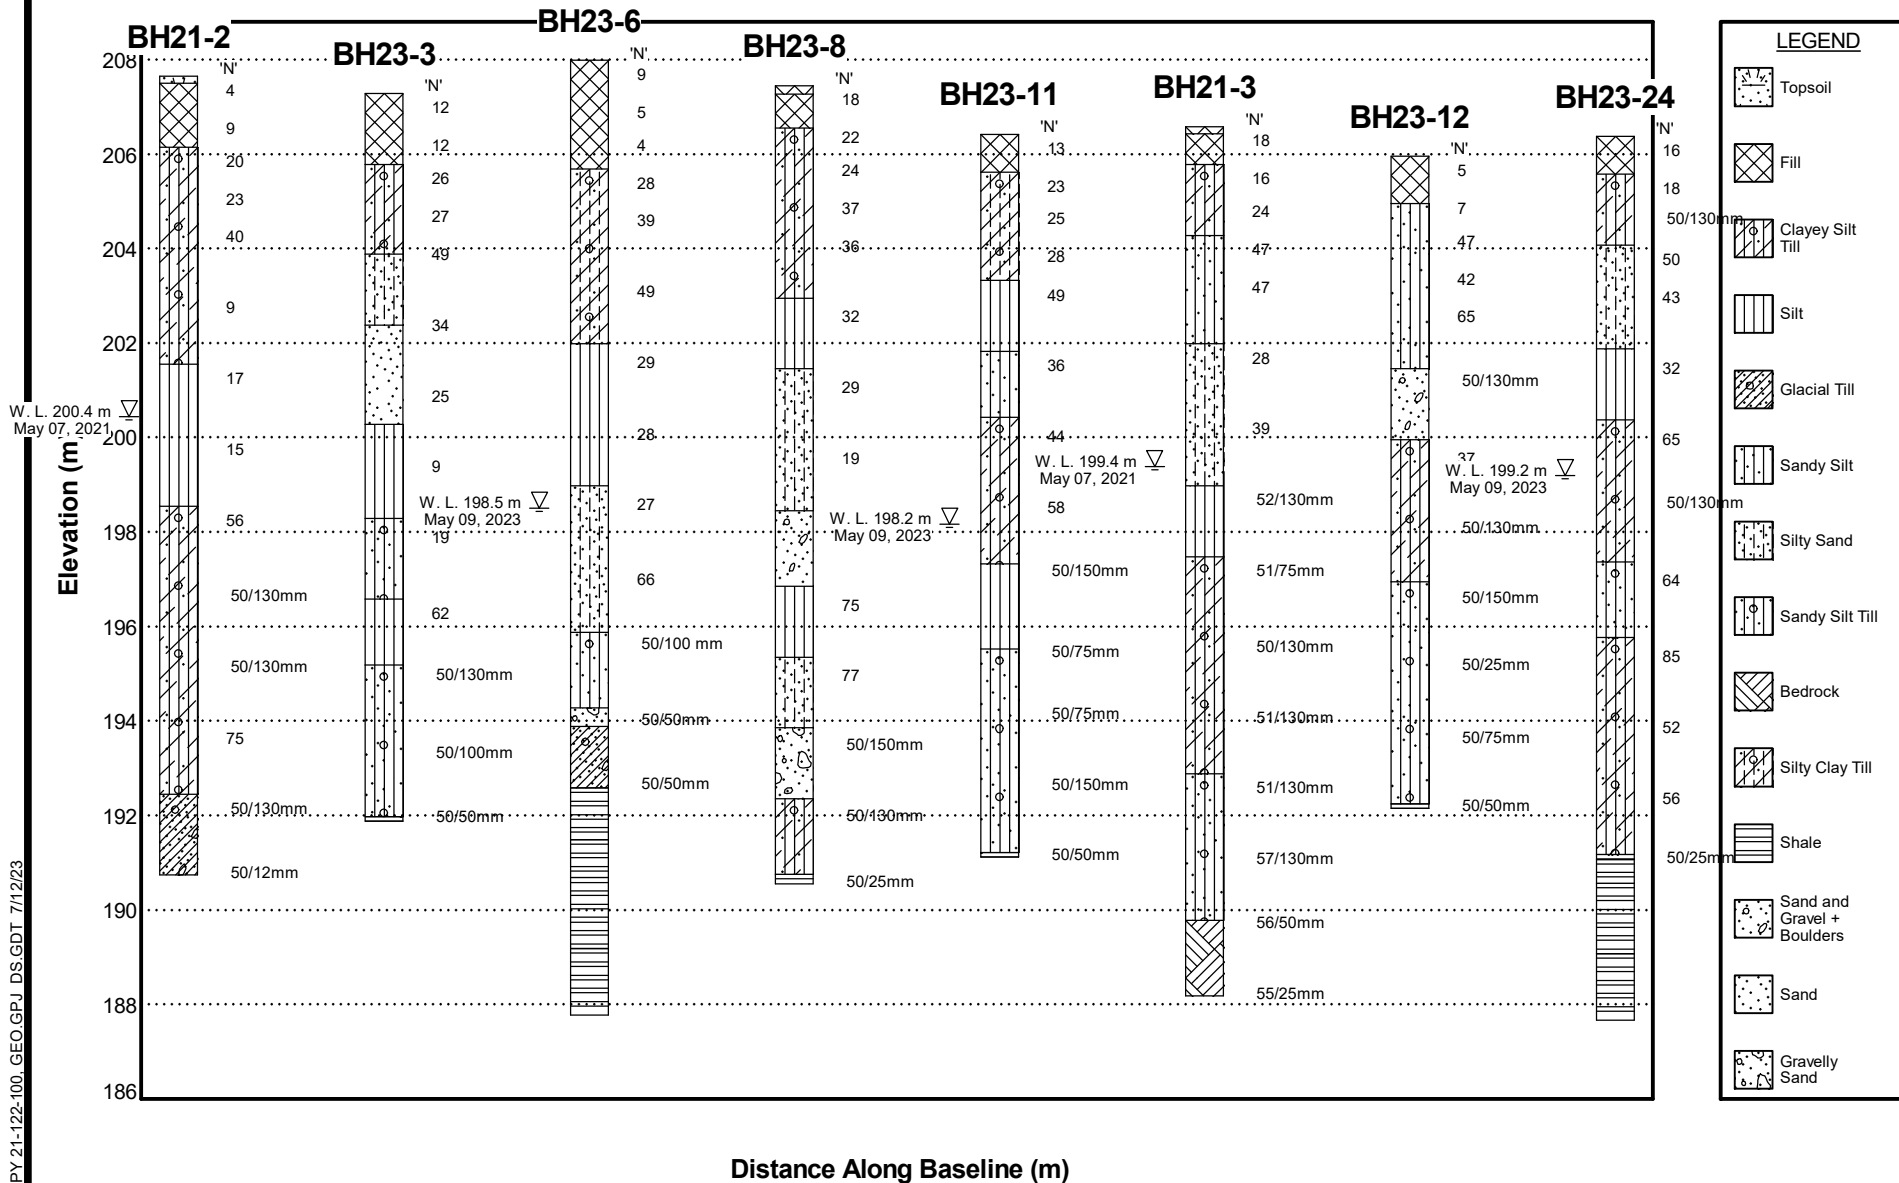 BH21-2
BH23-3
BH23-6
BH23-8
BH23-11
BH21-3
BH23-12
BH23-24
208
206
204
202
200
198
196
194
192
190
188
186
Elevation (m)
'N'
4
9
20
23
40
9
17
15
56
50/130mm
50/130mm
75
50/130mm
50/12mm
W. L. 200.4 m
May 07, 2021
'N'
12
12
26
27
49
34
25
9
19
62
50/130mm
50/100mm
50/50mm
W. L. 198.5 m
May 09, 2023
'N'
9
5
4
28
39
49
29
28
27
66
50/100 mm
50/50mm
50/50mm
'N'
18
22
24
37
36
32
29
19
75
77
50/150mm
50/130mm
50/25mm
W. L. 198.2 m
May 09, 2023
'N'
13
23
25
28
49
36
44
58
50/150mm
50/75mm
50/75mm
50/150mm
50/50mm
W. L. 199.4 m
May 07, 2021
'N'
18
16
24
47
47
28
39
52/130mm
51/75mm
50/130mm
51/130mm
51/130mm
57/130mm
56/50mm
55/25mm
'N'
5
7
47
42
65
50/130mm
37
50/130mm
50/150mm
50/25mm
50/75mm
50/50mm
W. L. 199.2 m
May 09, 2023
'N'
16
18
50/130mm
50
43
32
65
50/130mm
64
85
52
56
50/25mm
LEGEND
Topsoil
Fill
Clayey Silt
Till
Silt
Glacial Till
Sandy Silt
Silty Sand
Sandy Silt Till
Bedrock
Silty Clay Till
Shale
Sand and
Gravel +
Boulders
Sand
Gravelly
Sand
Distance Along Baseline (m)
PY 21-122-100, GEO.GPJ DS.GDT 7/12/23